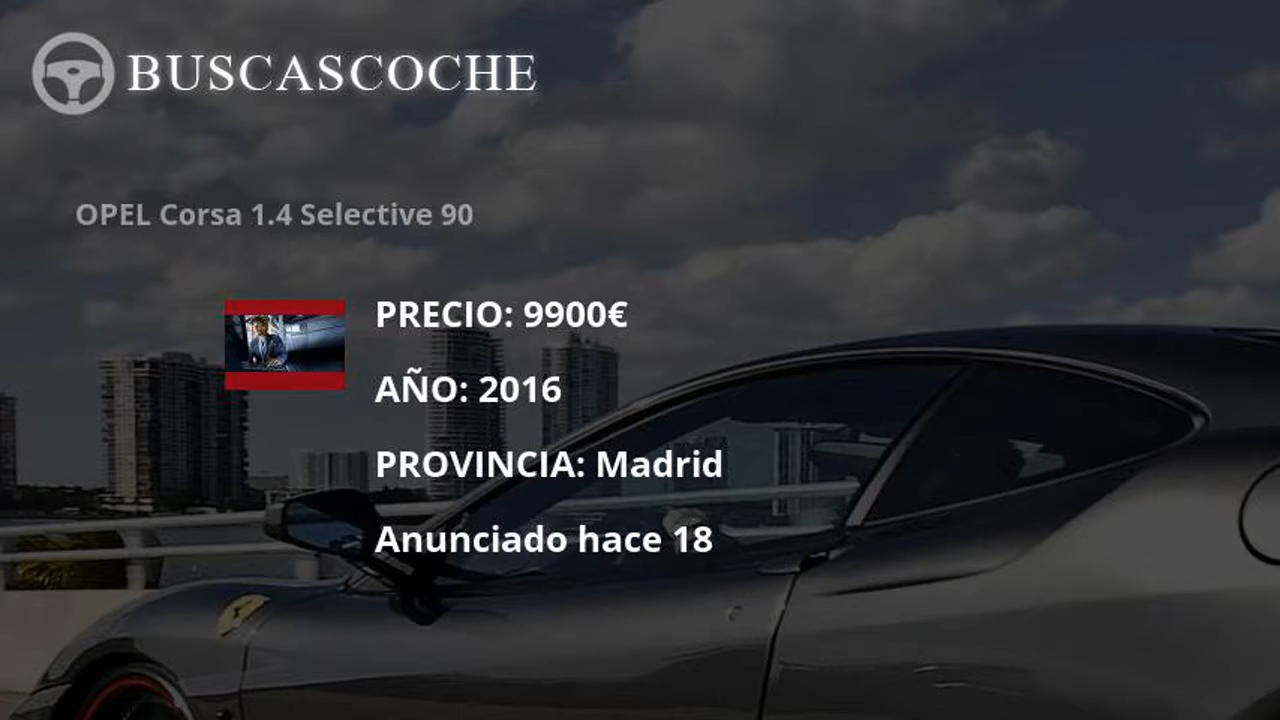 BUSCASCOCHE
OPEL Corsa 1.4 Selective 90
PRECIO: 9900€
AÑO: 2016
PROVINCIA: Madrid
Anunciado hace 18